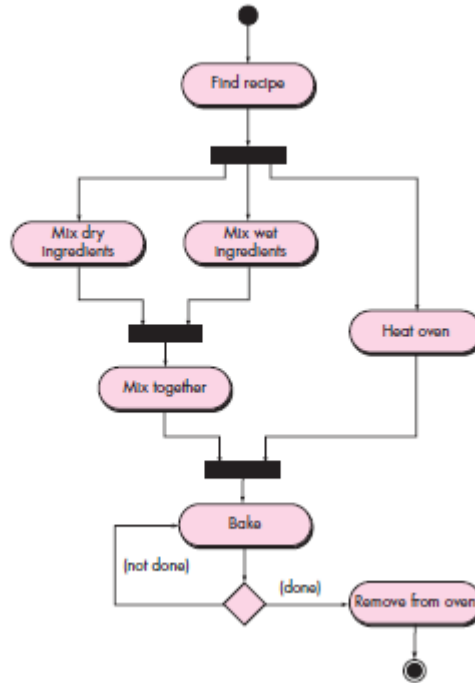 Find recipe
Mix dry
ingredients
Mix wet
ingredients
Heat oven
Mix together
Bake
(not done)
(done)
Remove from oven